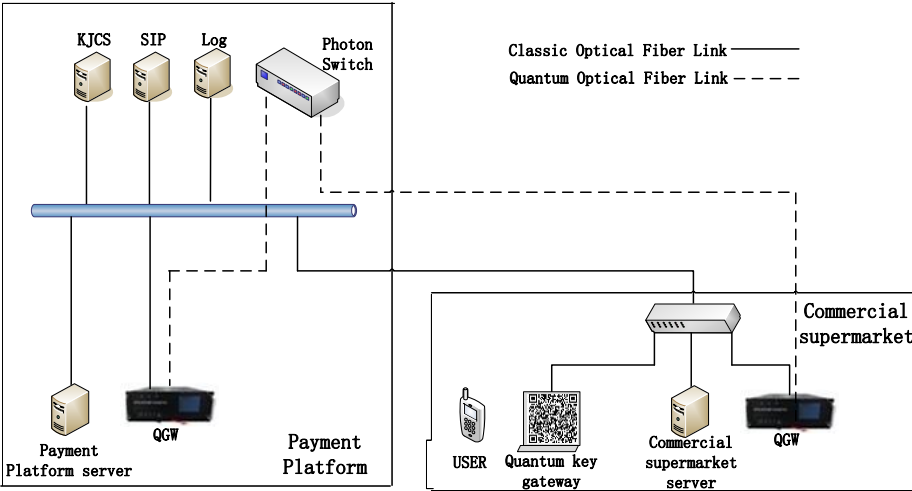 KJCS
SIP
Log
Photon
Switch
Classic Optical Fiber Link
Quantum Optical Fiber Link
Commercial
supermarket
Payment
Platform server
QGW
Payment
Platform
USER
Quantum key
gateway
Commercial
supermarket
server
QGW